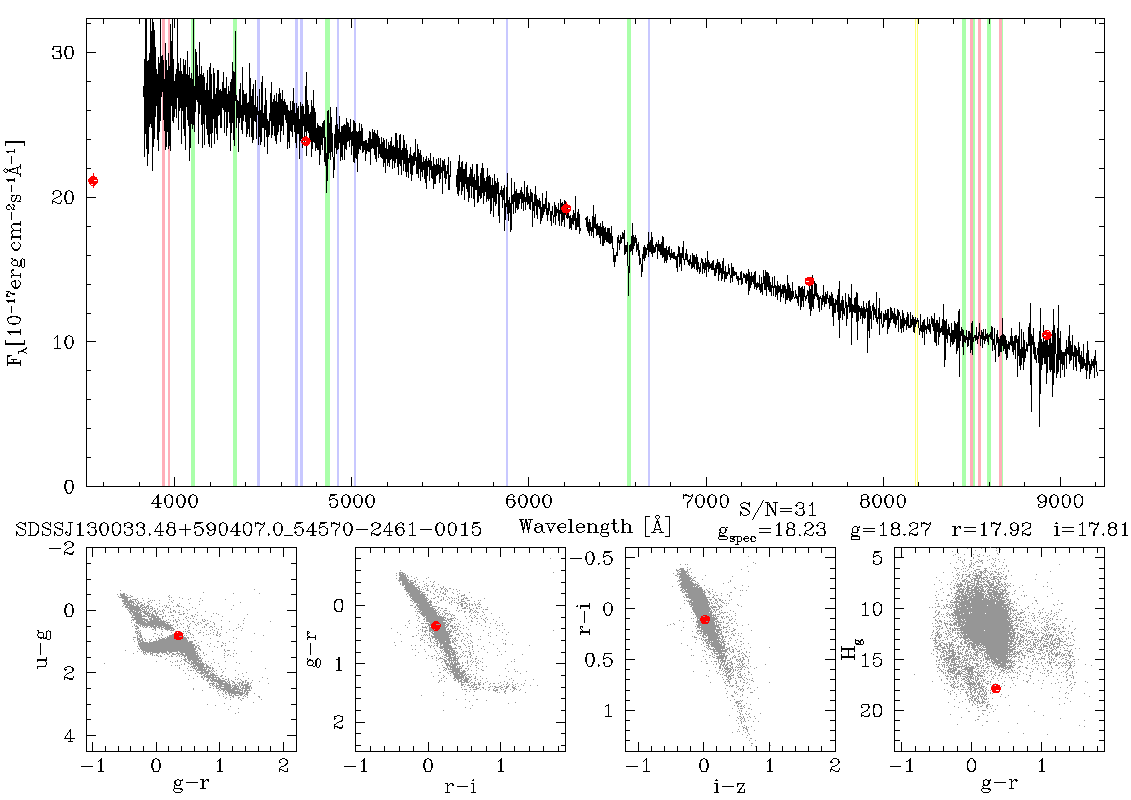 30
20
10
0
F_λ[10⁻¹⁷erg cm⁻²s⁻¹Å⁻¹]
4000 5000 6000 7000 8000 9000
S/N=31
SDSSJ130033.48+590407.0_54570-2461-0015 Wavelength [Å] g_spec=18.23 g=18.27 r=17.92 i=17.81
-2
0
2
4
u-g
-1 0 1 2
g-r
0
1
2
g-r
-1 0 1 2
r-i
-0.5
0
0.5
1
r-i
-1 0 1 2
i-z
5
10
15
20
H_g
-1 0 1
g-r